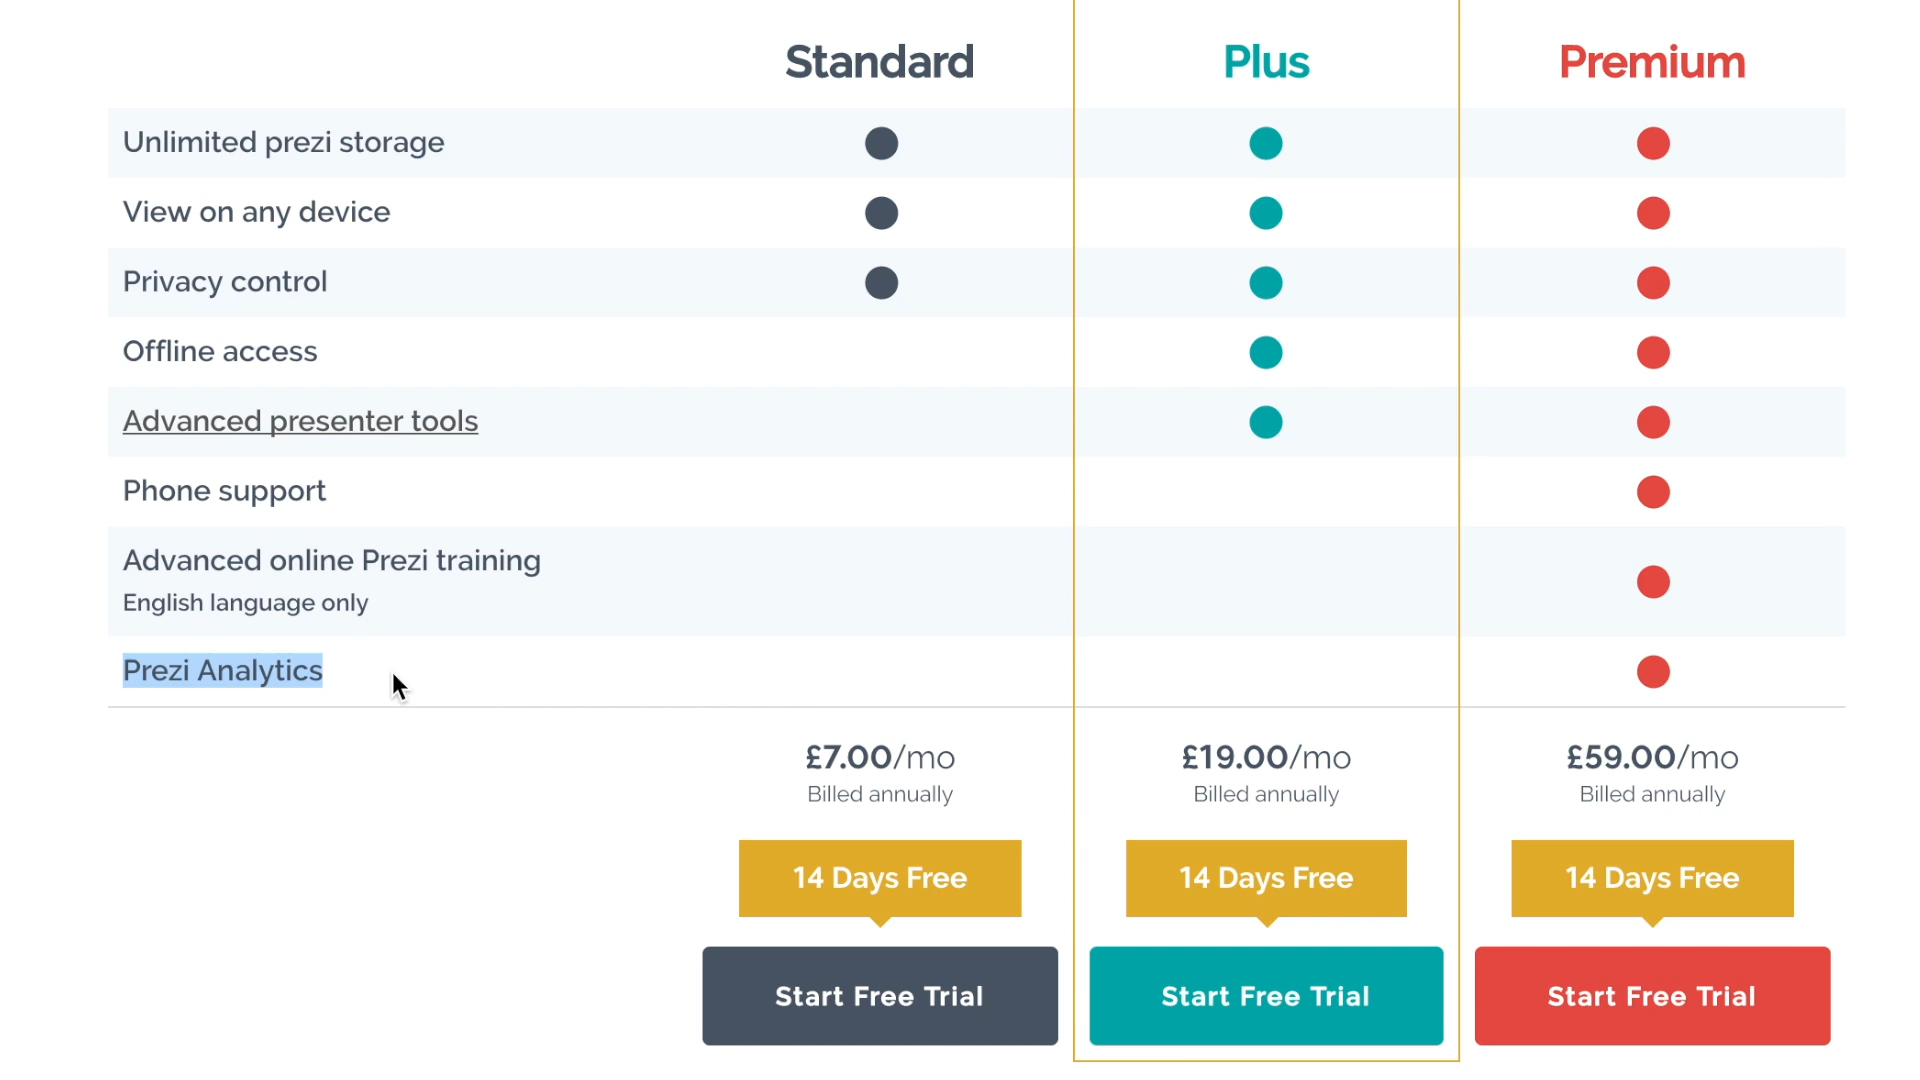 Standard Plus Premium
Unlimited prezi storage
View on any device
Privacy control
Offline access
Advanced presenter tools
Phone support
Advanced online Prezi training
English language only
Prezi Analytics
£7.00/mo £19.00/mo £59.00/mo
Billed annually Billed annually Billed annually
14 Days Free 14 Days Free 14 Days Free
Start Free Trial Start Free Trial Start Free Trial